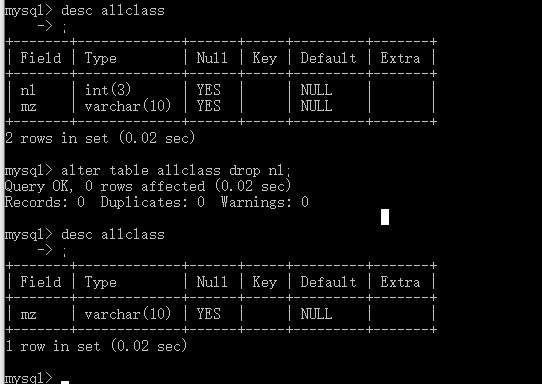 mysql> desc allclass
    -> ;
+-------+-------------+------+-----+---------+-------+
| Field | Type        | Null | Key | Default | Extra |
+-------+-------------+------+-----+---------+-------+
| nl    | int(3)      | YES  |     | NULL    |       |
| mz    | varchar(10) | YES  |     | NULL    |       |
+-------+-------------+------+-----+---------+-------+
2 rows in set (0.02 sec)
mysql> alter table allclass drop nl;
Query OK, 0 rows affected (0.02 sec)
Records: 0  Duplicates: 0  Warnings: 0
mysql> desc allclass
    -> ;
+-------+-------------+------+-----+---------+-------+
| Field | Type        | Null | Key | Default | Extra |
+-------+-------------+------+-----+---------+-------+
| mz    | varchar(10) | YES  |     | NULL    |       |
+-------+-------------+------+-----+---------+-------+
1 row in set (0.02 sec)
mysql>